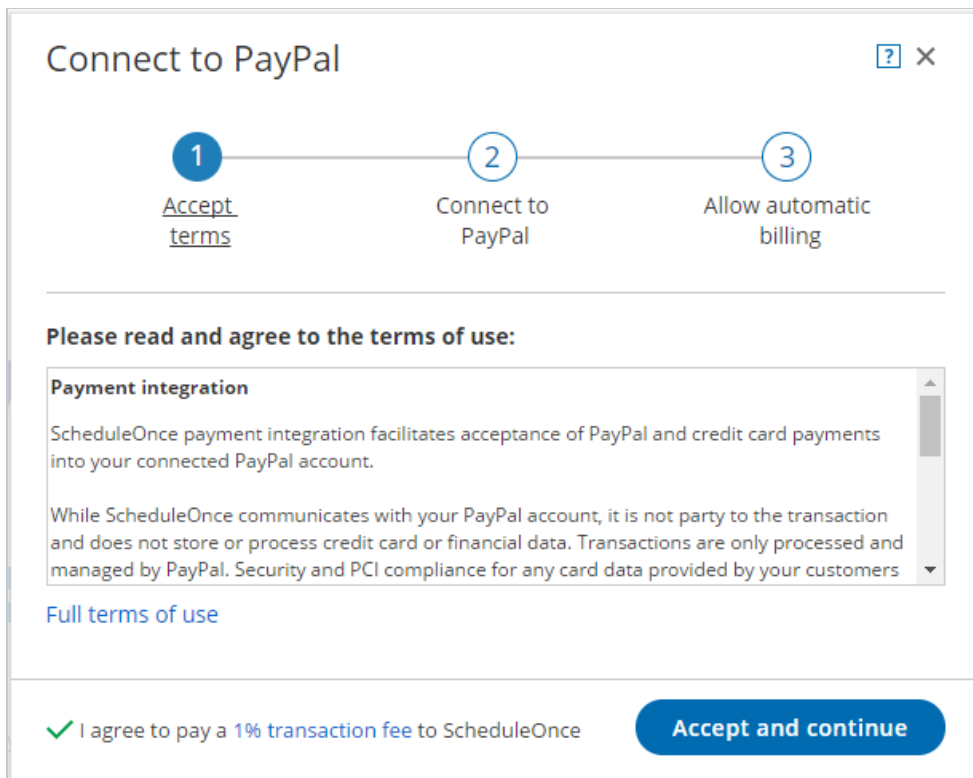 Connect to PayPal ?
1 2 3
Accept Connect to Allow automatic
terms PayPal billing
Please read and agree to the terms of use:
Payment integration
ScheduleOnce payment integration facilitates acceptance of PayPal and credit card payments
into your connected PayPal account.
While ScheduleOnce communicates with your PayPal account, it is not party to the transaction
and does not store or process credit card or financial data. Transactions are only processed and
managed by PayPal. Security and PCI compliance for any card data provided by your customers
Full terms of use
I agree to pay a 1% transaction fee to ScheduleOnce Accept and continue